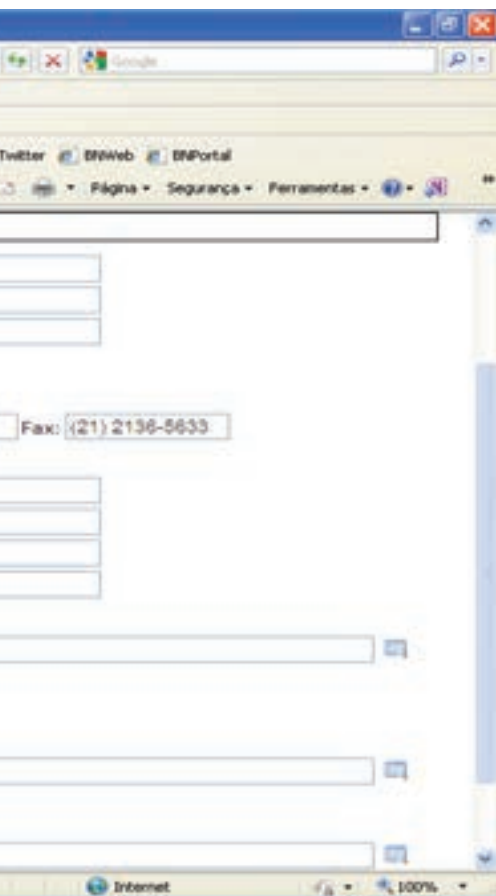 Google
Twitter BNWeb BNPortal
Página Segurança Ferramentas
Fax: (21) 2136-5633
Internet 100%